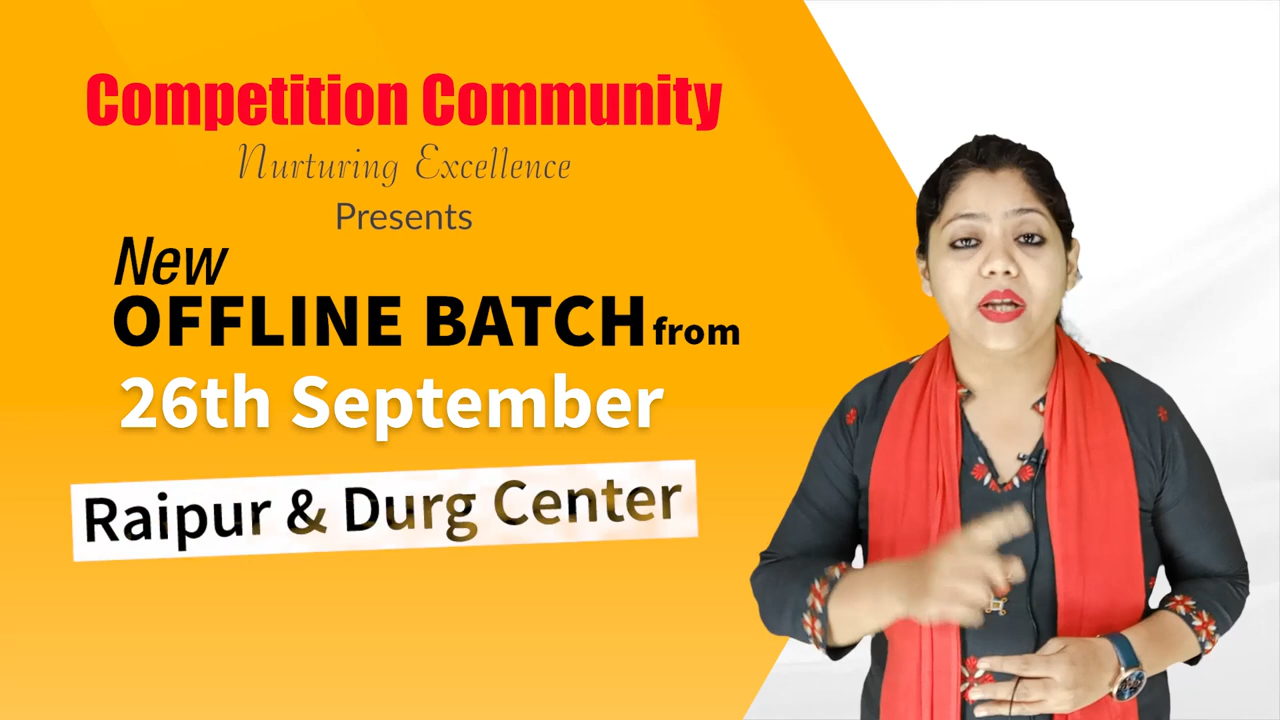 Competition Community
Nurturing Excellence
Presents
New
OFFLINE BATCH from
26th September
Raipur & Durg Center